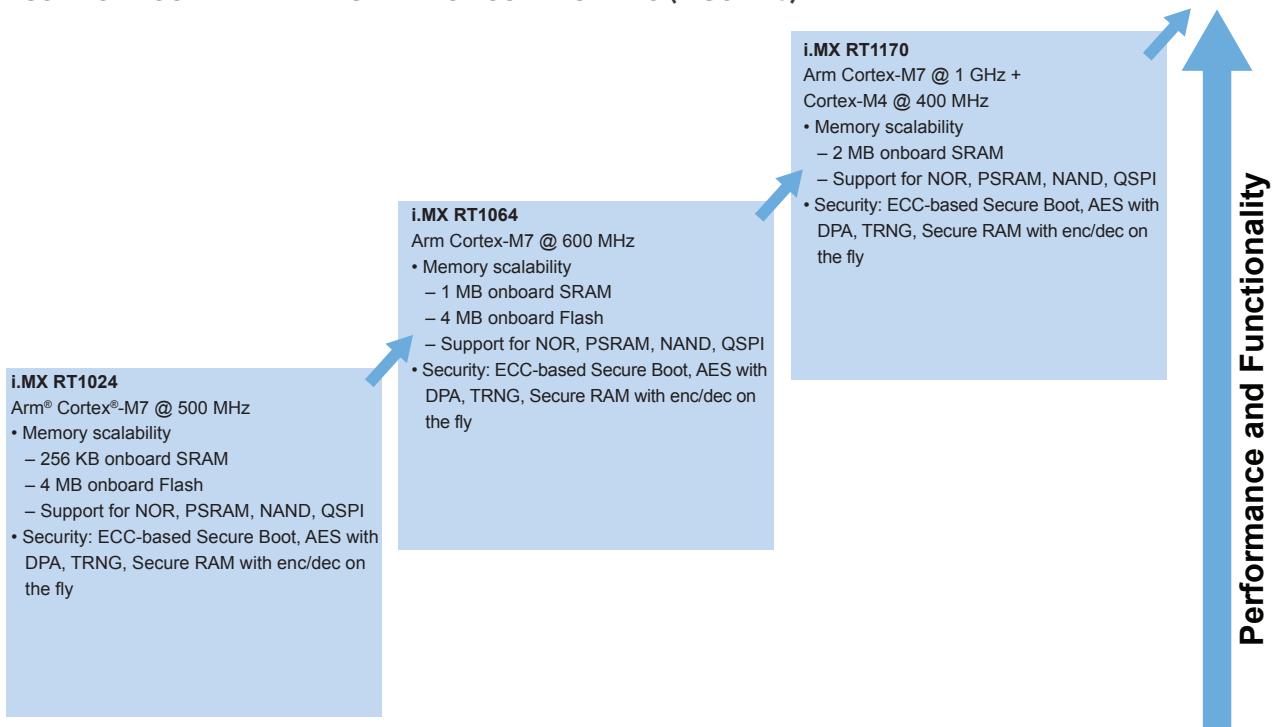 i.MX RT1170
Arm Cortex-M7 @ 1 GHz +
Cortex-M4 @ 400 MHz
• Memory scalability
– 2 MB onboard SRAM
– Support for NOR, PSRAM, NAND, QSPI
• Security: ECC-based Secure Boot, AES with
DPA, TRNG, Secure RAM with enc/dec on
the fly
i.MX RT1064
Arm Cortex-M7 @ 600 MHz
• Memory scalability
– 1 MB onboard SRAM
– 4 MB onboard Flash
– Support for NOR, PSRAM, NAND, QSPI
• Security: ECC-based Secure Boot, AES with
DPA, TRNG, Secure RAM with enc/dec on
the fly
i.MX RT1024
Arm® Cortex®-M7 @ 500 MHz
• Memory scalability
– 256 KB onboard SRAM
– 4 MB onboard Flash
– Support for NOR, PSRAM, NAND, QSPI
• Security: ECC-based Secure Boot, AES with
DPA, TRNG, Secure RAM with enc/dec on
the fly
Performance and Functionality